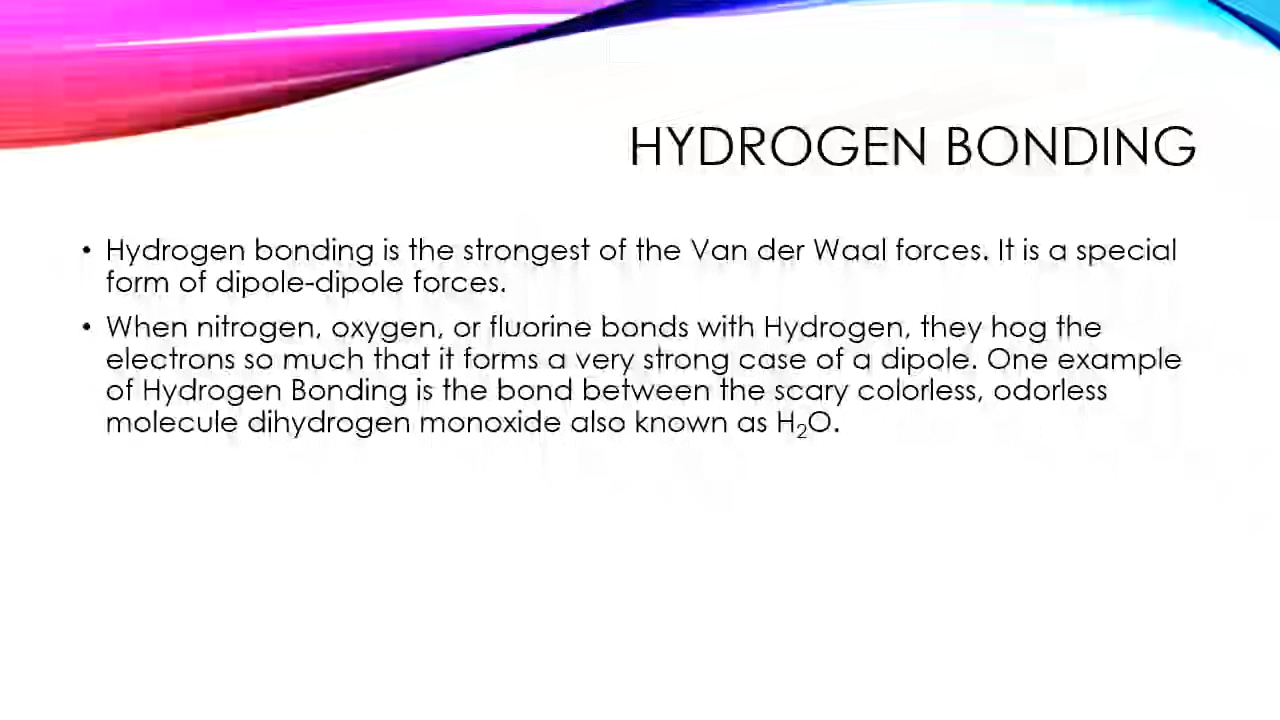 HYDROGEN BONDING
• Hydrogen bonding is the strongest of the Van der Waal forces. It is a special
form of dipole-dipole forces.
• When nitrogen, oxygen, or fluorine bonds with Hydrogen, they hog the
electrons so much that it forms a very strong case of a dipole. One example
of Hydrogen Bonding is the bond between the scary colorless, odorless
molecule dihydrogen monoxide also known as H₂O.